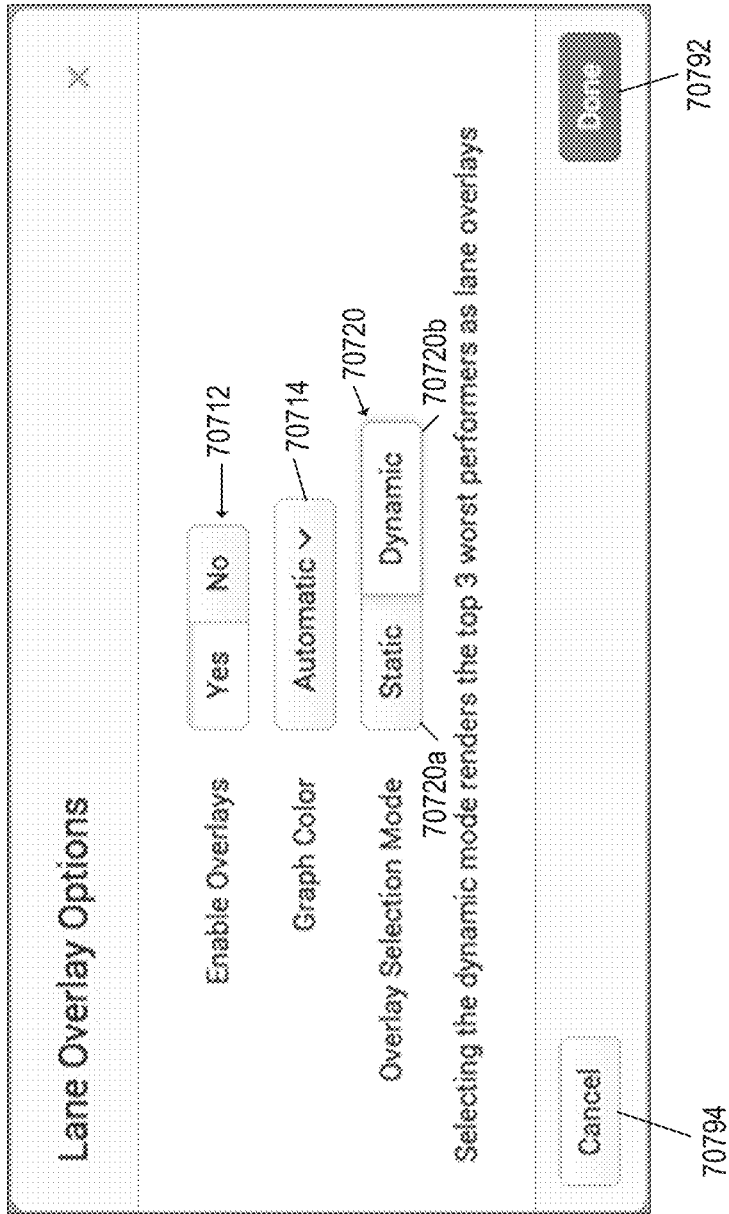 Lane Overlay Options ×
Enable Overlays Yes No 70712
Graph Color Automatic 70714
Overlay Selection Mode Static Dynamic 70720
70720a 70720b
Selecting the dynamic mode renders the top 3 worst performers as lane overlays
Cancel Done
70794 70792